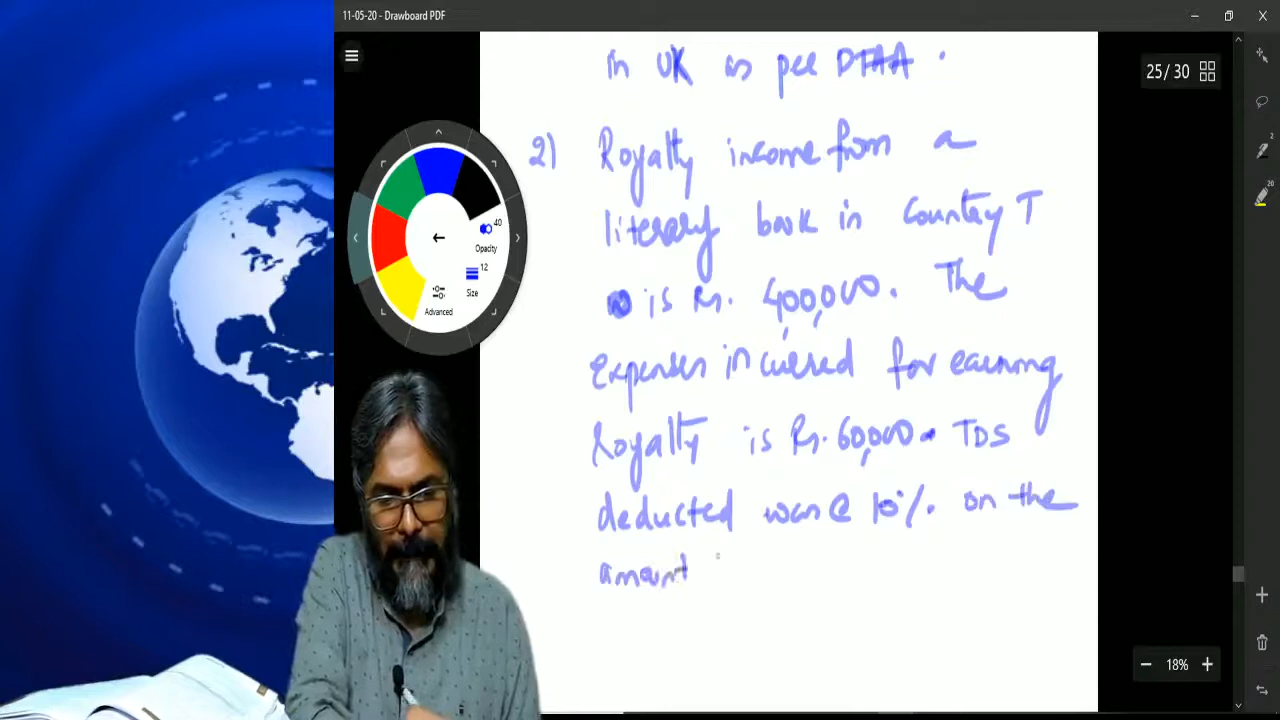 11-05-20 - Drawboard PDF
25 / 30
in UK as per DTAA.
2) Royalty income from a
literary book in Country T
is Rs. 400,000. The
Expenses incurred for earning
Royalty is Rs. 60,000. TDS
deducted was @ 10%. on the
amount
40
Opacity
12
Size
Advanced
18%